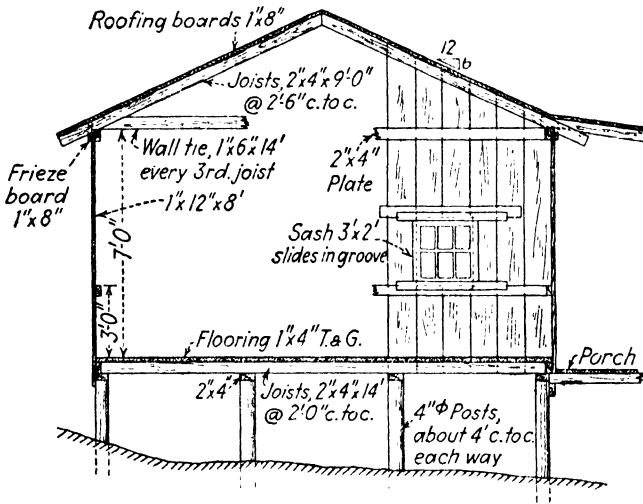 Roofing boards 1"x8"
12
6
Joists, 2"x4"x9'-0"
@ 2'-6" c. to c.
Wall tie, 1"x6"x14'
every 3rd. joist
2"x4"
Plate
Frieze
board
1"x8"
1"x12"x8'
7'-0"
Sash 3'x2'
slides in groove
3'-0"
Flooring 1"x4" T. & G.
Porch
2"x4"
Joists, 2"x4"x14'
@ 2'0" c. to c.
4"ϕ Posts,
about 4' c. to c.
each way